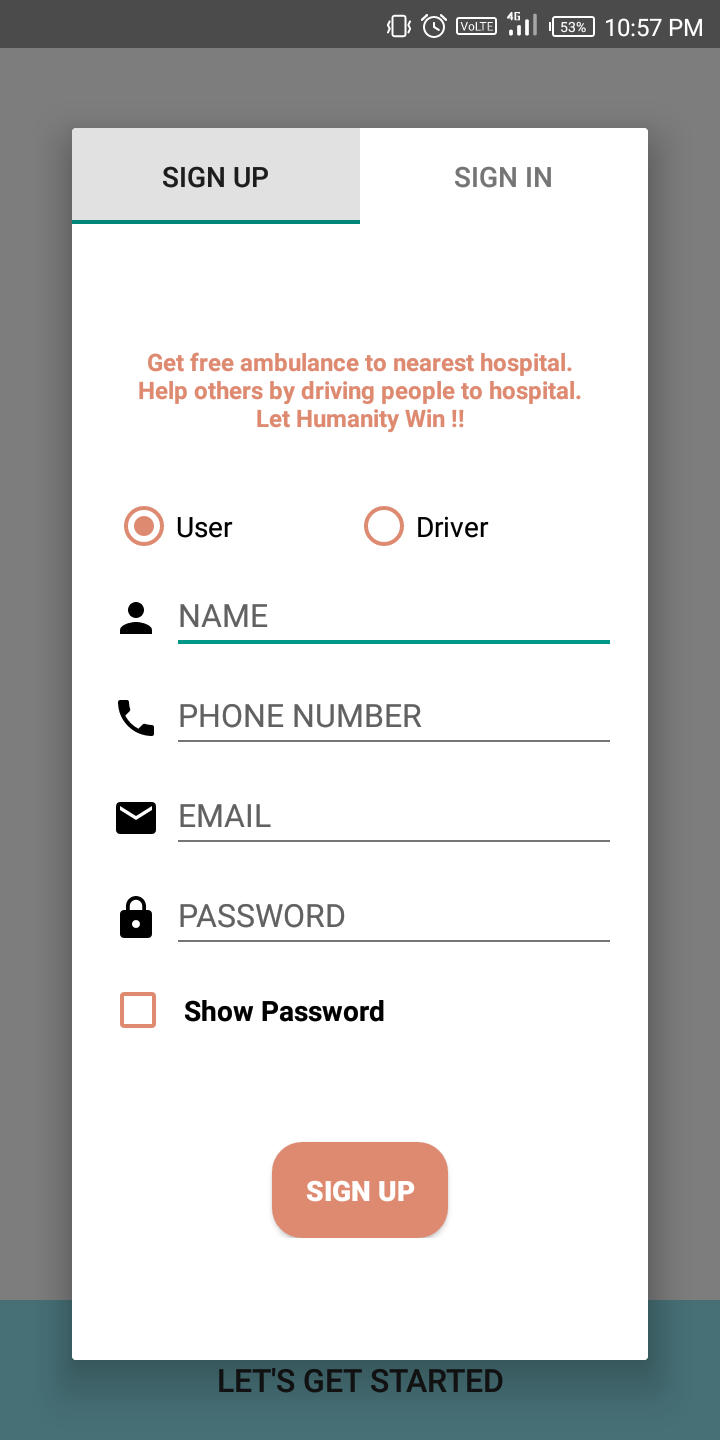 VoLTE 4G 53% 10:57 PM
SIGN UP SIGN IN
Get free ambulance to nearest hospital.
Help others by driving people to hospital.
Let Humanity Win !!
User Driver
NAME
PHONE NUMBER
EMAIL
PASSWORD
Show Password
SIGN UP
LET'S GET STARTED